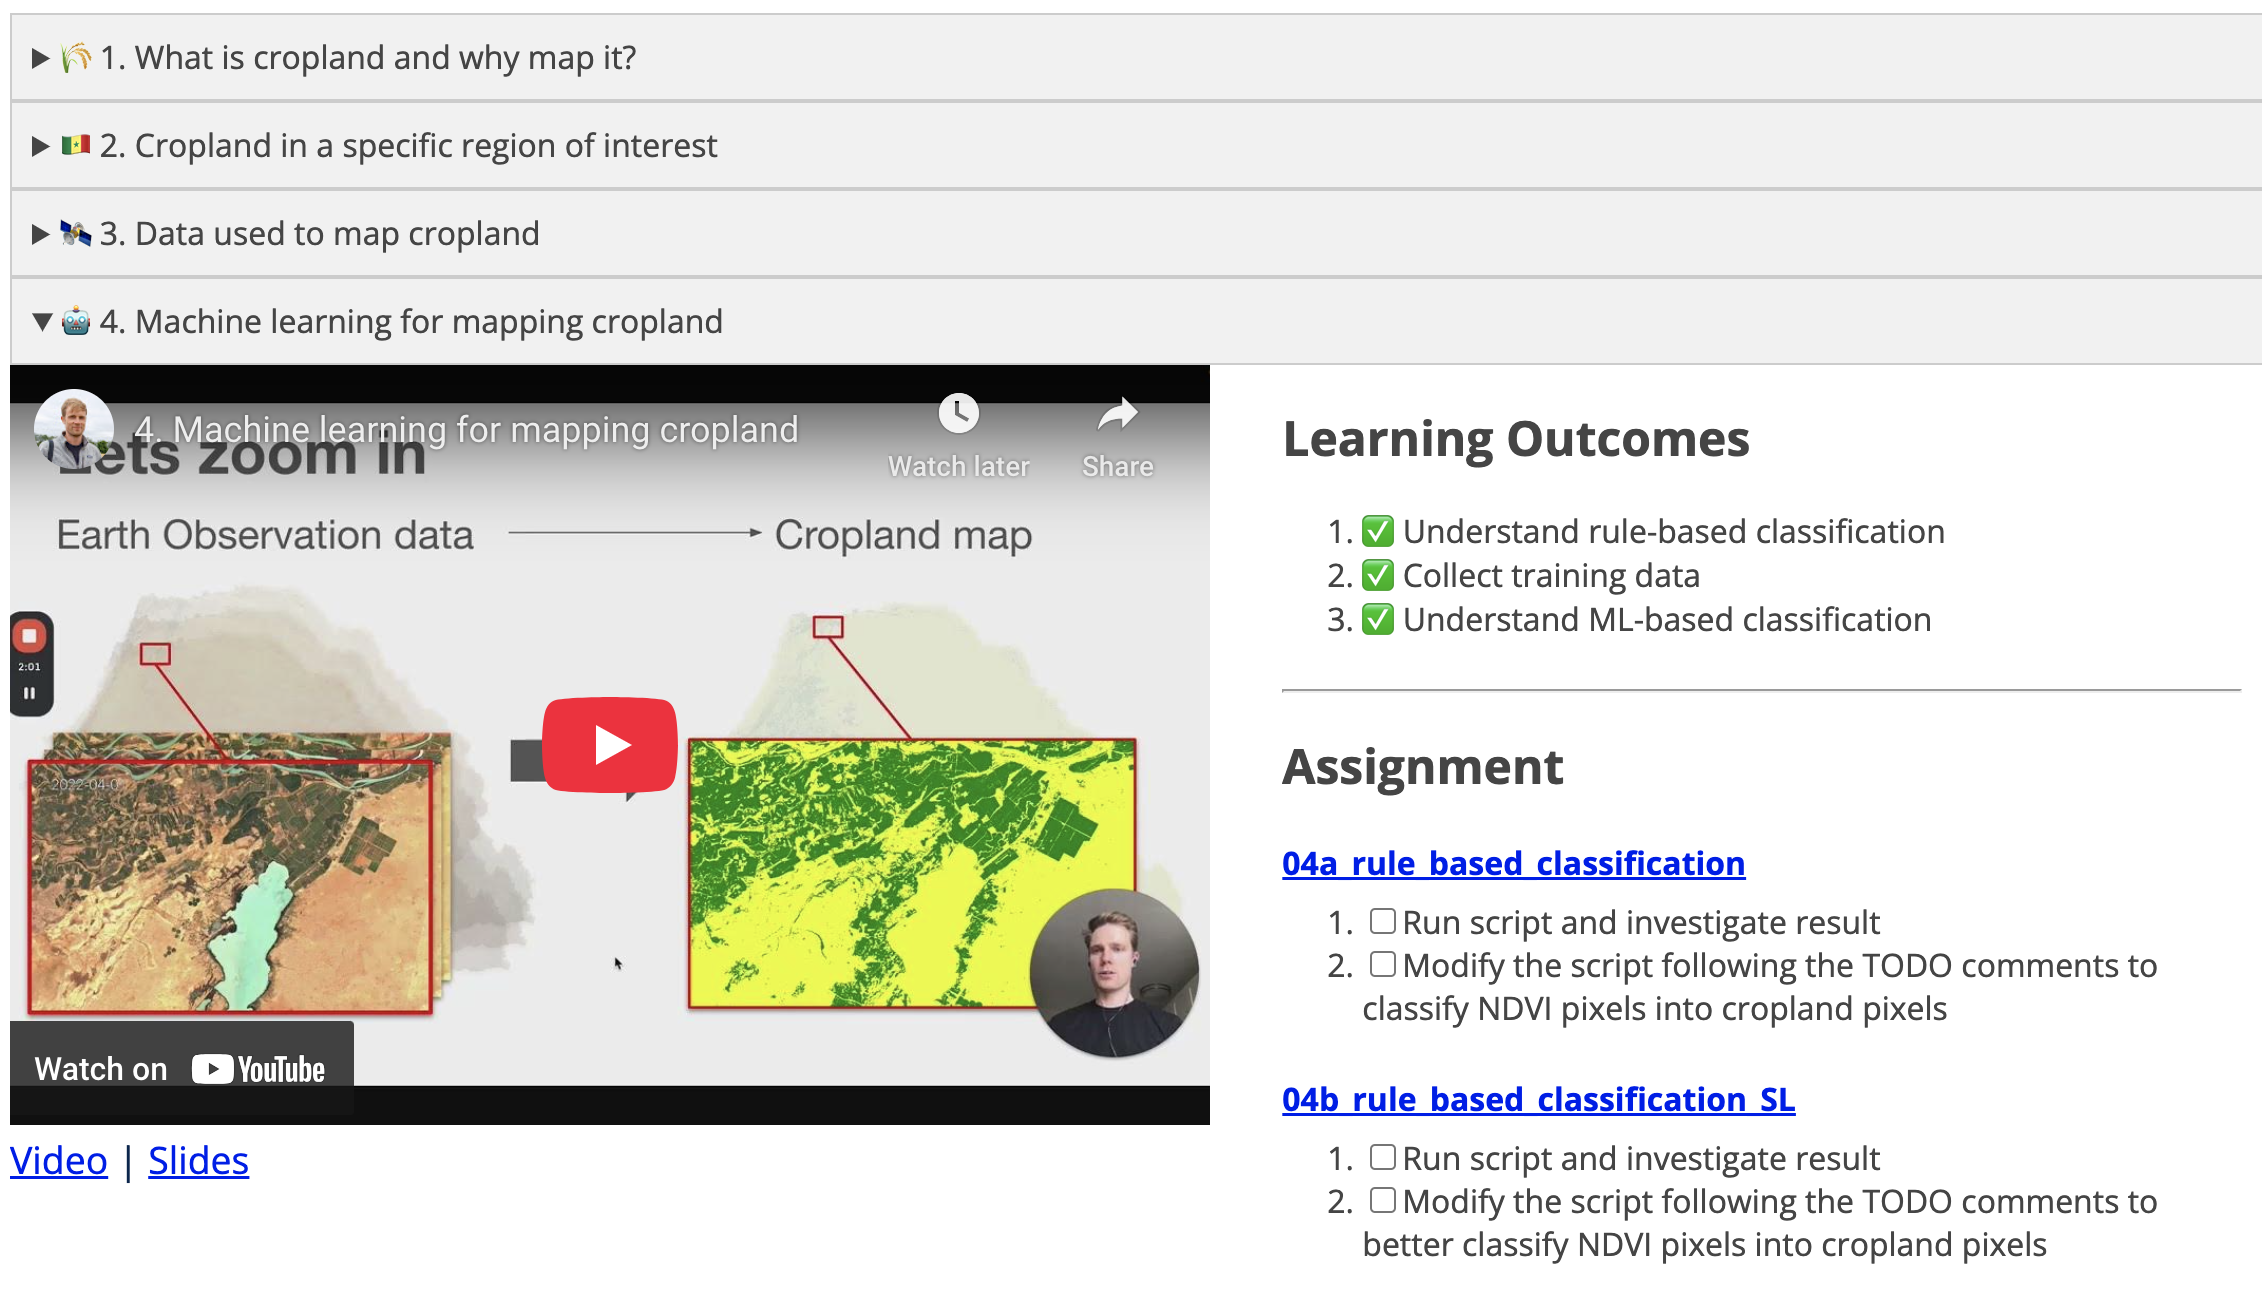 1. What is cropland and why map it?
2. Cropland in a specific region of interest
3. Data used to map cropland
4. Machine learning for mapping cropland
4. Machine learning for mapping cropland
Watch later
Share
Lets zoom in
Earth Observation data
Cropland map
2:01
2022-04-0
Watch on YouTube
Video | Slides
Learning Outcomes
1. ✅ Understand rule-based classification
2. ✅ Collect training data
3. ✅ Understand ML-based classification
Assignment
04a_rule_based_classification
1. Run script and investigate result
2. Modify the script following the TODO comments to
classify NDVI pixels into cropland pixels
04b_rule_based_classification_SL
1. Run script and investigate result
2. Modify the script following the TODO comments to
better classify NDVI pixels into cropland pixels